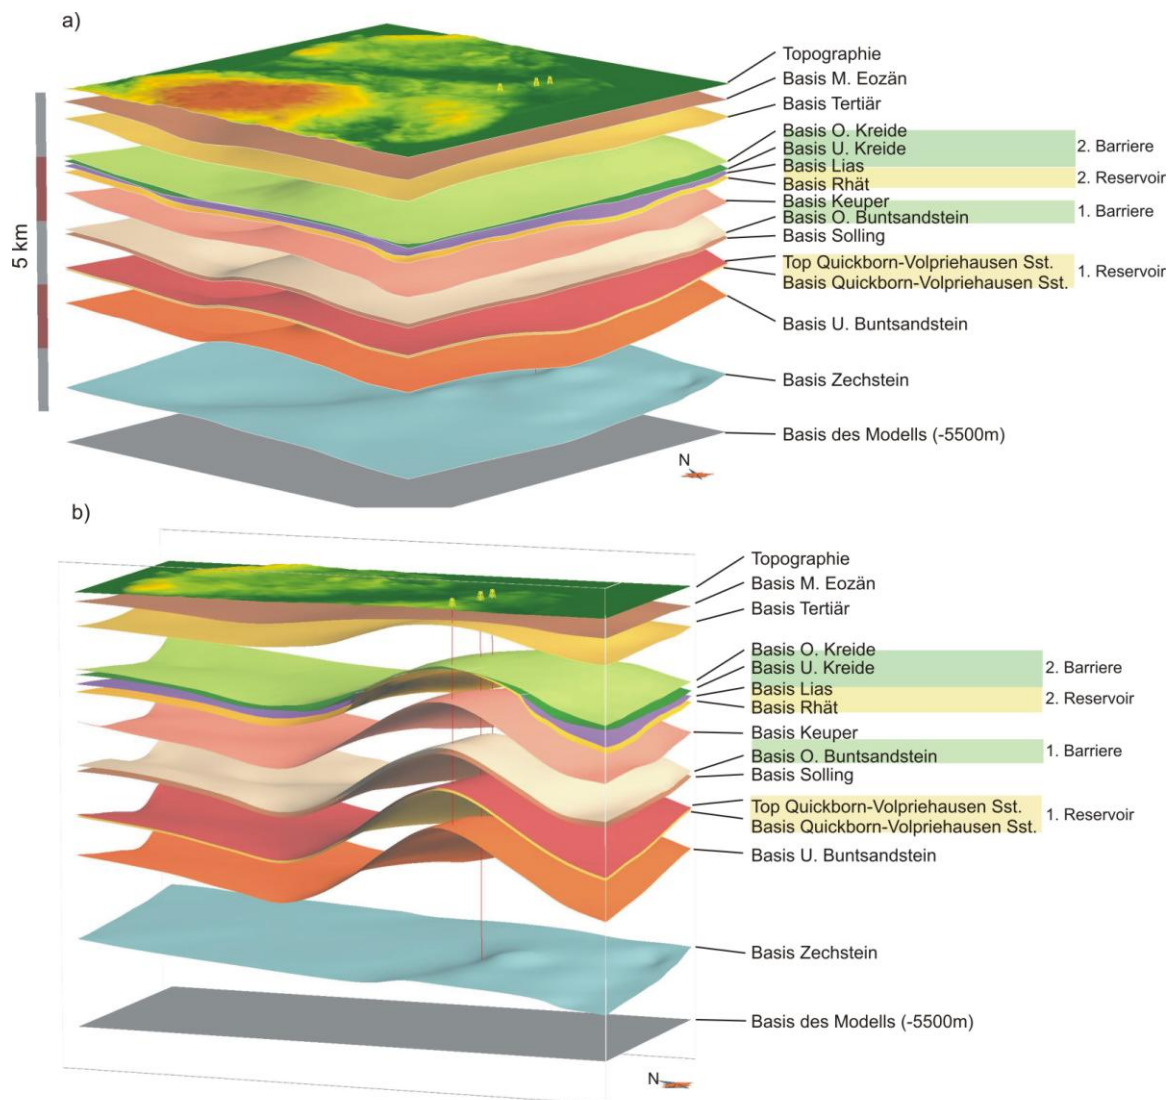 a)
Topographie
Basis M. Eozän
Basis Tertiär
Basis O. Kreide
Basis U. Kreide
2. Barriere
Basis Lias
Basis Rhät
2. Reservoir
Basis Keuper
Basis O. Buntsandstein
1. Barriere
Basis Solling
Top Quickborn-Volpriehausen Sst.
Basis Quickborn-Volpriehausen Sst.
1. Reservoir
Basis U. Buntsandstein
Basis Zechstein
Basis des Modells (-5500m)
5 km
N
b)
Topographie
Basis M. Eozän
Basis Tertiär
Basis O. Kreide
Basis U. Kreide
2. Barriere
Basis Lias
Basis Rhät
2. Reservoir
Basis Keuper
Basis O. Buntsandstein
1. Barriere
Basis Solling
Top Quickborn-Volpriehausen Sst.
Basis Quickborn-Volpriehausen Sst.
1. Reservoir
Basis U. Buntsandstein
Basis Zechstein
Basis des Modells (-5500m)
N